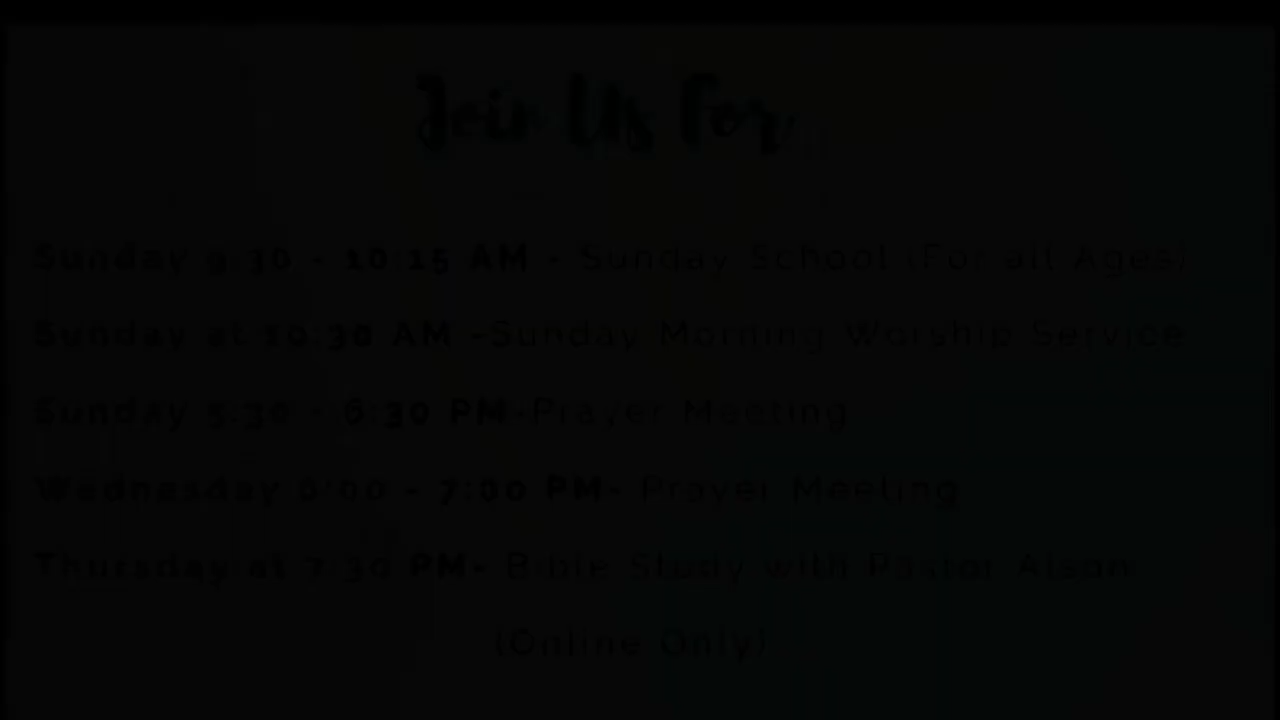 Join Us For...
Sunday 9:30 - 10:15 AM - Sunday School (For all Ages)
Sunday at 10:30 AM -Sunday Morning Worship Service
Sunday 5:30 - 6:30 PM-Prayer Meeting
Wednesday 6:00 - 7:00 PM- Prayer Meeting
Thursday at 7:30 PM- Bible Study with Pastor Alson
(Online Only)